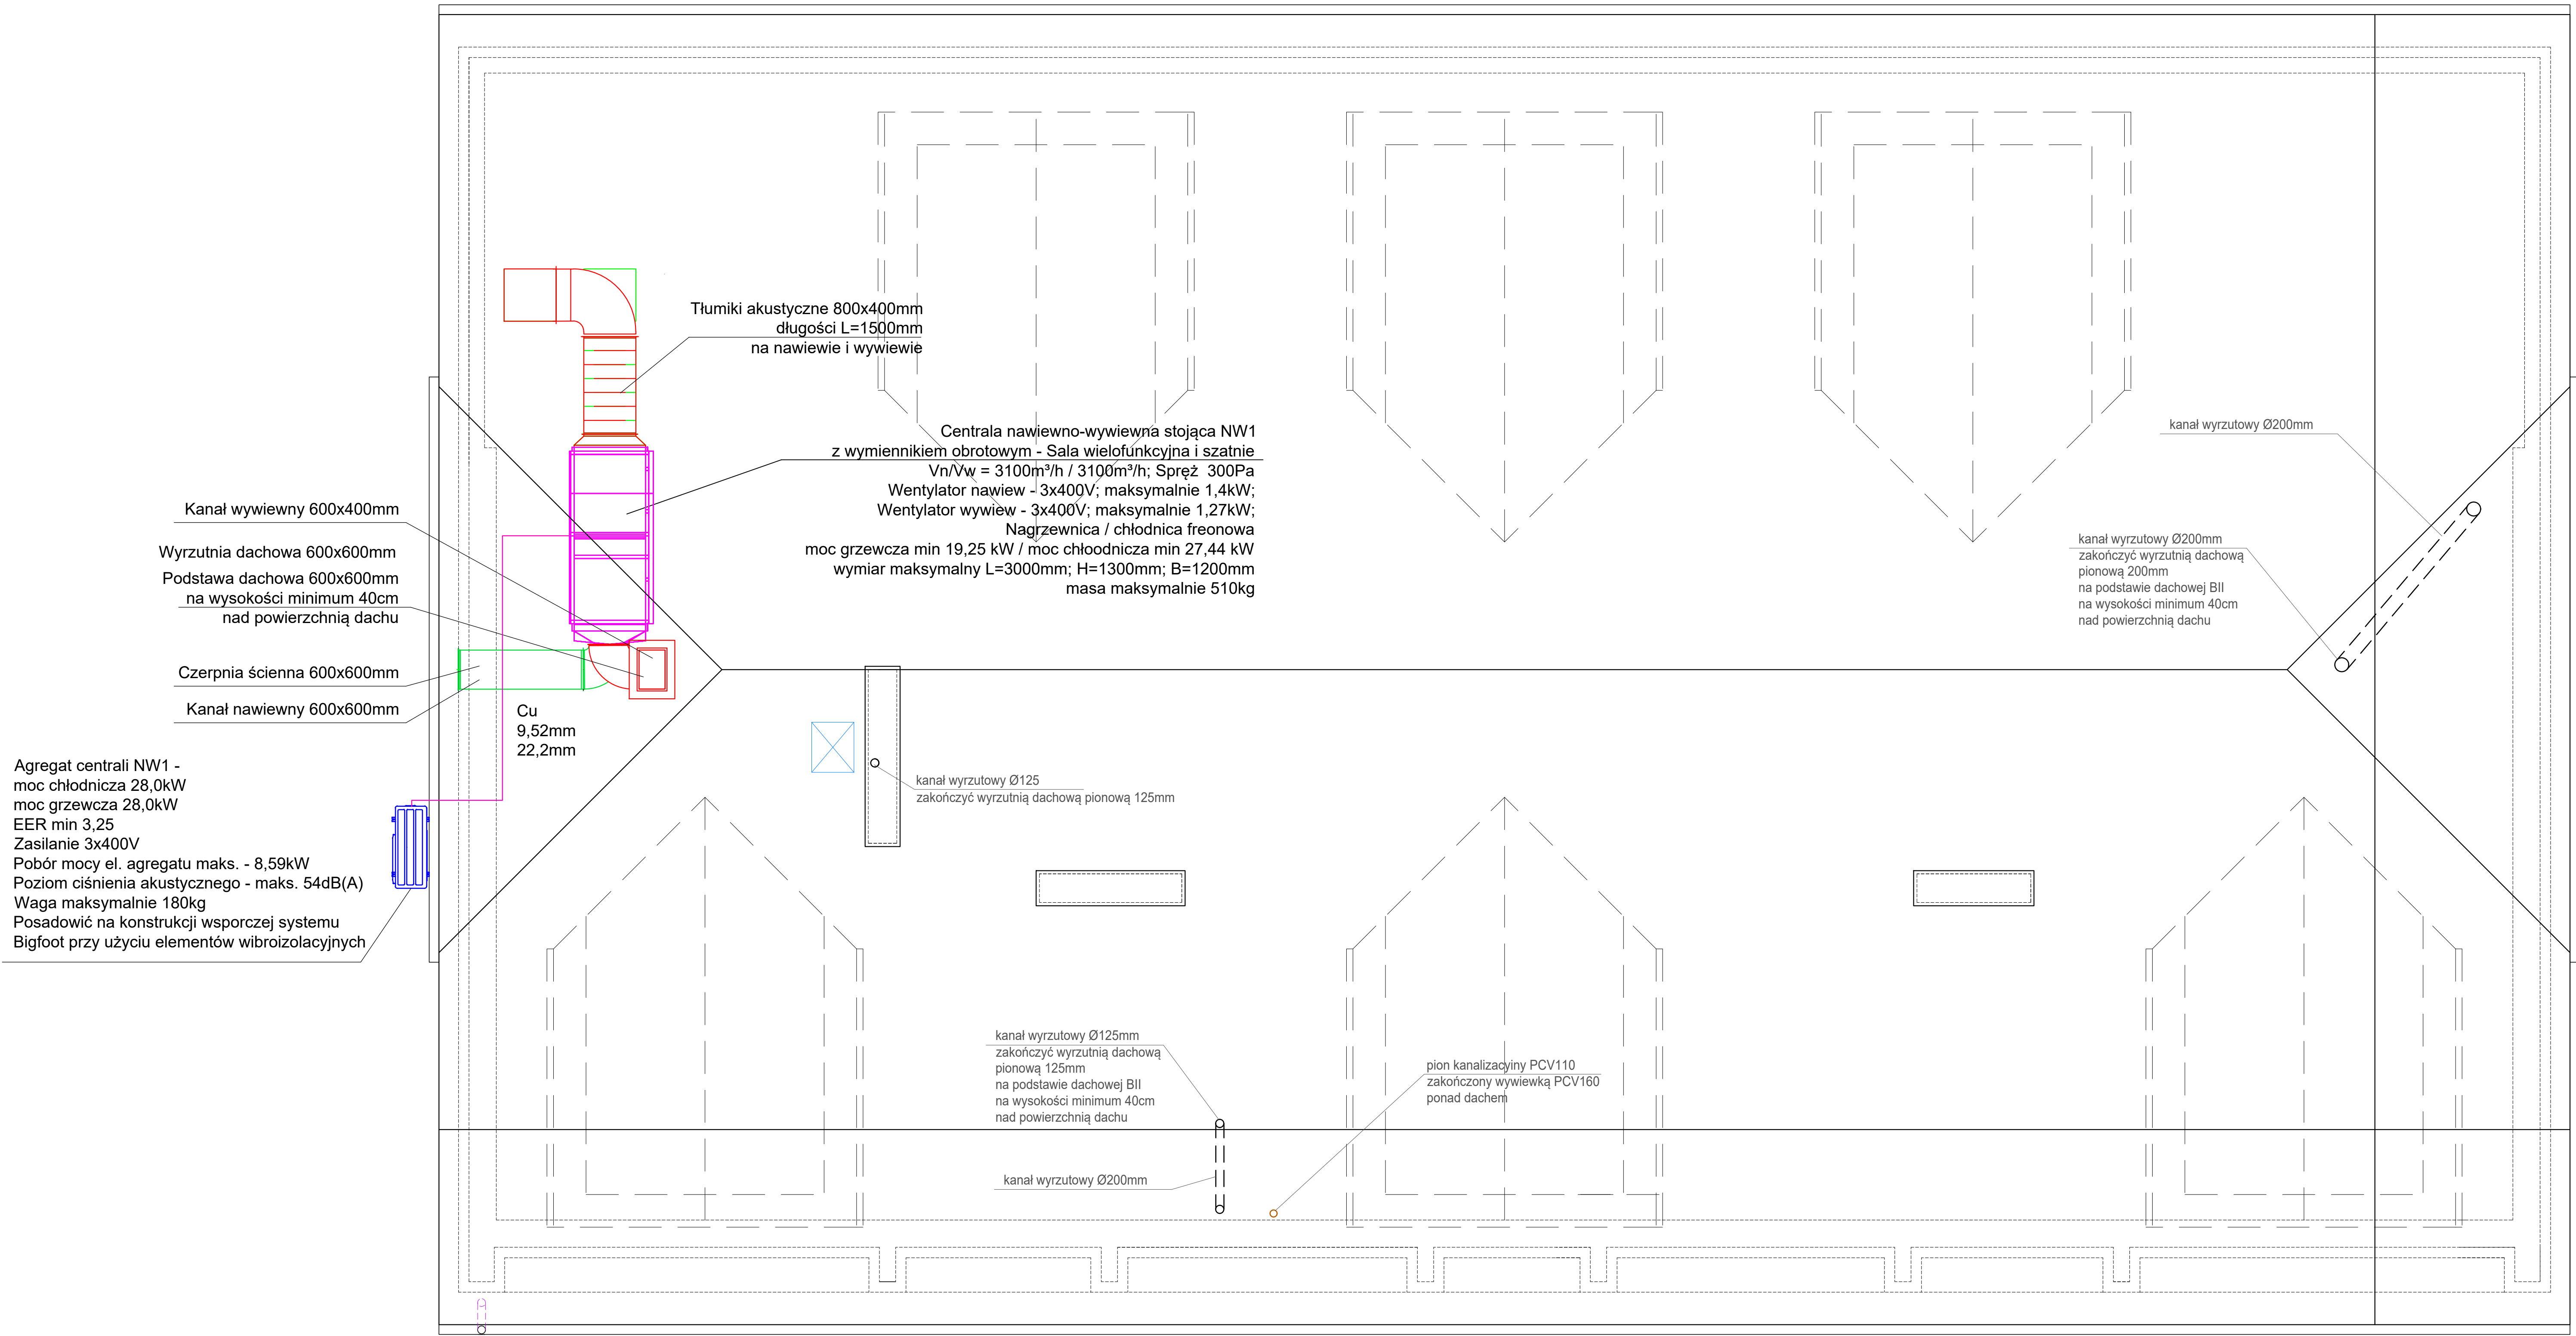 Tłumiki akustyczne 800x400mm
długości L=1500mm
na nawiewie i wywiewie
Centrala nawiewno-wywiewna stojąca NW1
z wymiennikiem obrotowym - Sala wielofunkcyjna i szatnie
Vn/Vw = 3100m³/h / 3100m³/h; Spręż 300Pa
Wentylator nawiew - 3x400V; maksymalnie 1,4kW;
Wentylator wywiew - 3x400V; maksymalnie 1,27kW;
Nagrzewnica / chłodnica freonowa
moc grzewcza min 19,25 kW / moc chłoodnicza min 27,44 kW
wymiar maksymalny L=3000mm; H=1300mm; B=1200mm
masa maksymalnie 510kg
kanał wyrzutowy Ø200mm
kanał wyrzutowy Ø200mm
zakończyć wyrzutnią dachową
pionową 200mm
na podstawie dachowej BII
na wysokości minimum 40cm
nad powierzchnią dachu
Kanał wywiewny 600x400mm
Wyrzutnia dachowa 600x600mm
Podstawa dachowa 600x600mm
na wysokości minimum 40cm
nad powierzchnią dachu
Czerpnia ścienna 600x600mm
Kanał nawiewny 600x600mm
Cu
9,52mm
22,2mm
Agregat centrali NW1 -
moc chłodnicza 28,0kW
moc grzewcza 28,0kW
EER min 3,25
Zasilanie 3x400V
Pobór mocy el. agregatu maks. - 8,59kW
Poziom ciśnienia akustycznego - maks. 54dB(A)
Waga maksymalnie 180kg
Posadowić na konstrukcji wsporczej systemu
Bigfoot przy użyciu elementów wibroizolacyjnych
kanał wyrzutowy Ø125
zakończyć wyrzutnią dachową pionową 125mm
kanał wyrzutowy Ø125mm
zakończyć wyrzutnią dachową
pionową 125mm
na podstawie dachowej BII
na wysokości minimum 40cm
nad powierzchnią dachu
kanał wyrzutowy Ø200mm
pion kanalizacyiny PCV110
zakończony wywiewką PCV160
ponad dachem